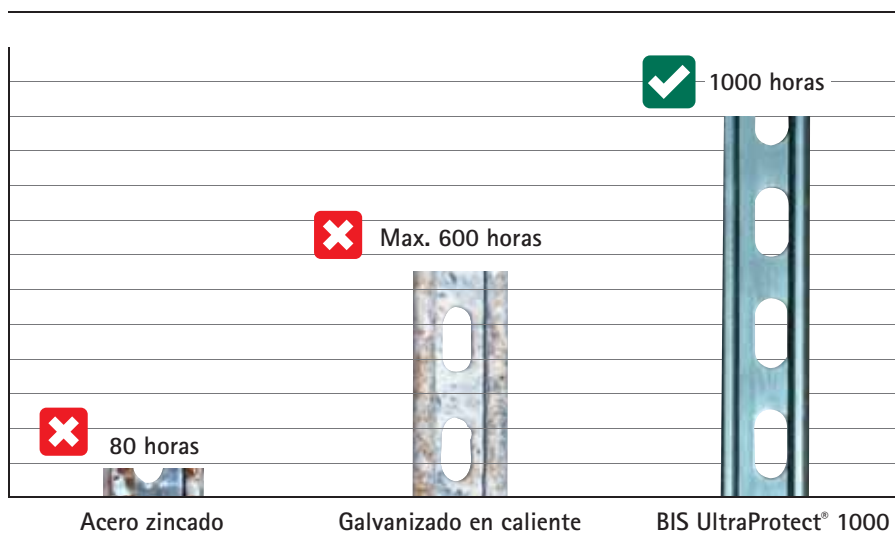 1000 horas
Max. 600 horas
80 horas
Acero zincado
Galvanizado en caliente
BIS UltraProtect® 1000